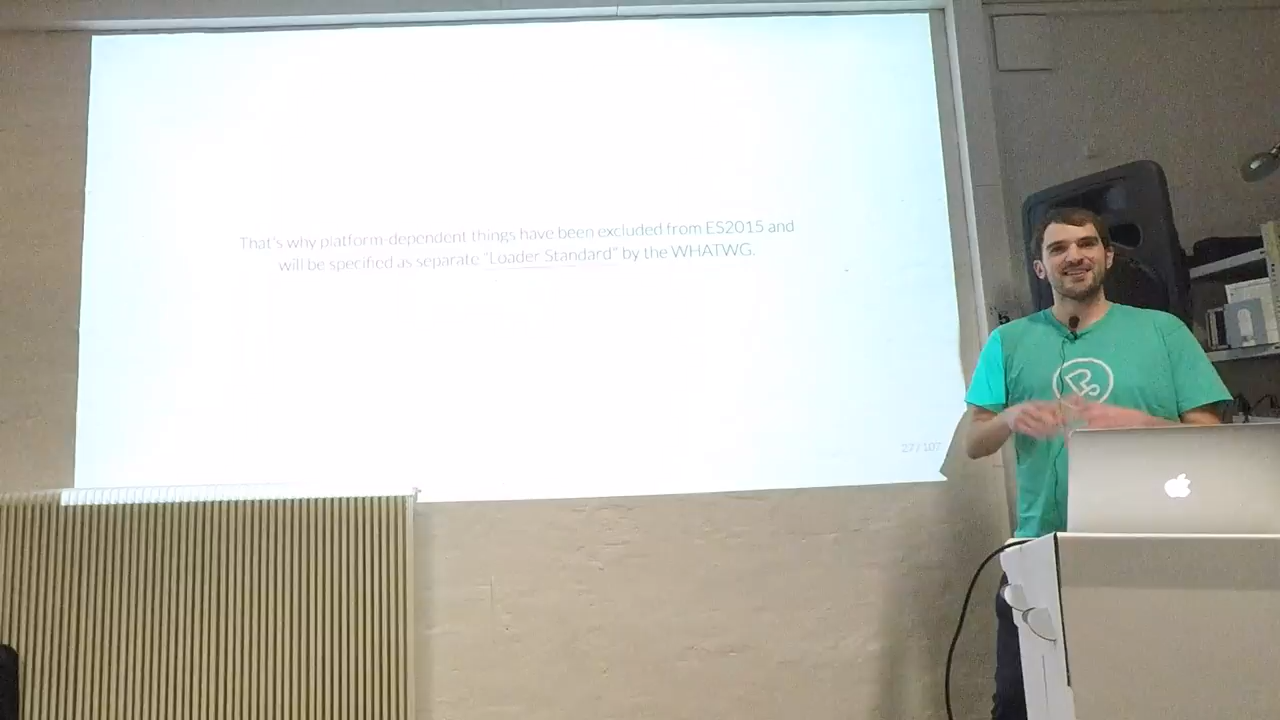 That's why platform-dependent things have been excluded from ES2015 and
will be specified as separate "Loader Standard" by the WHATWG.
27 / 107